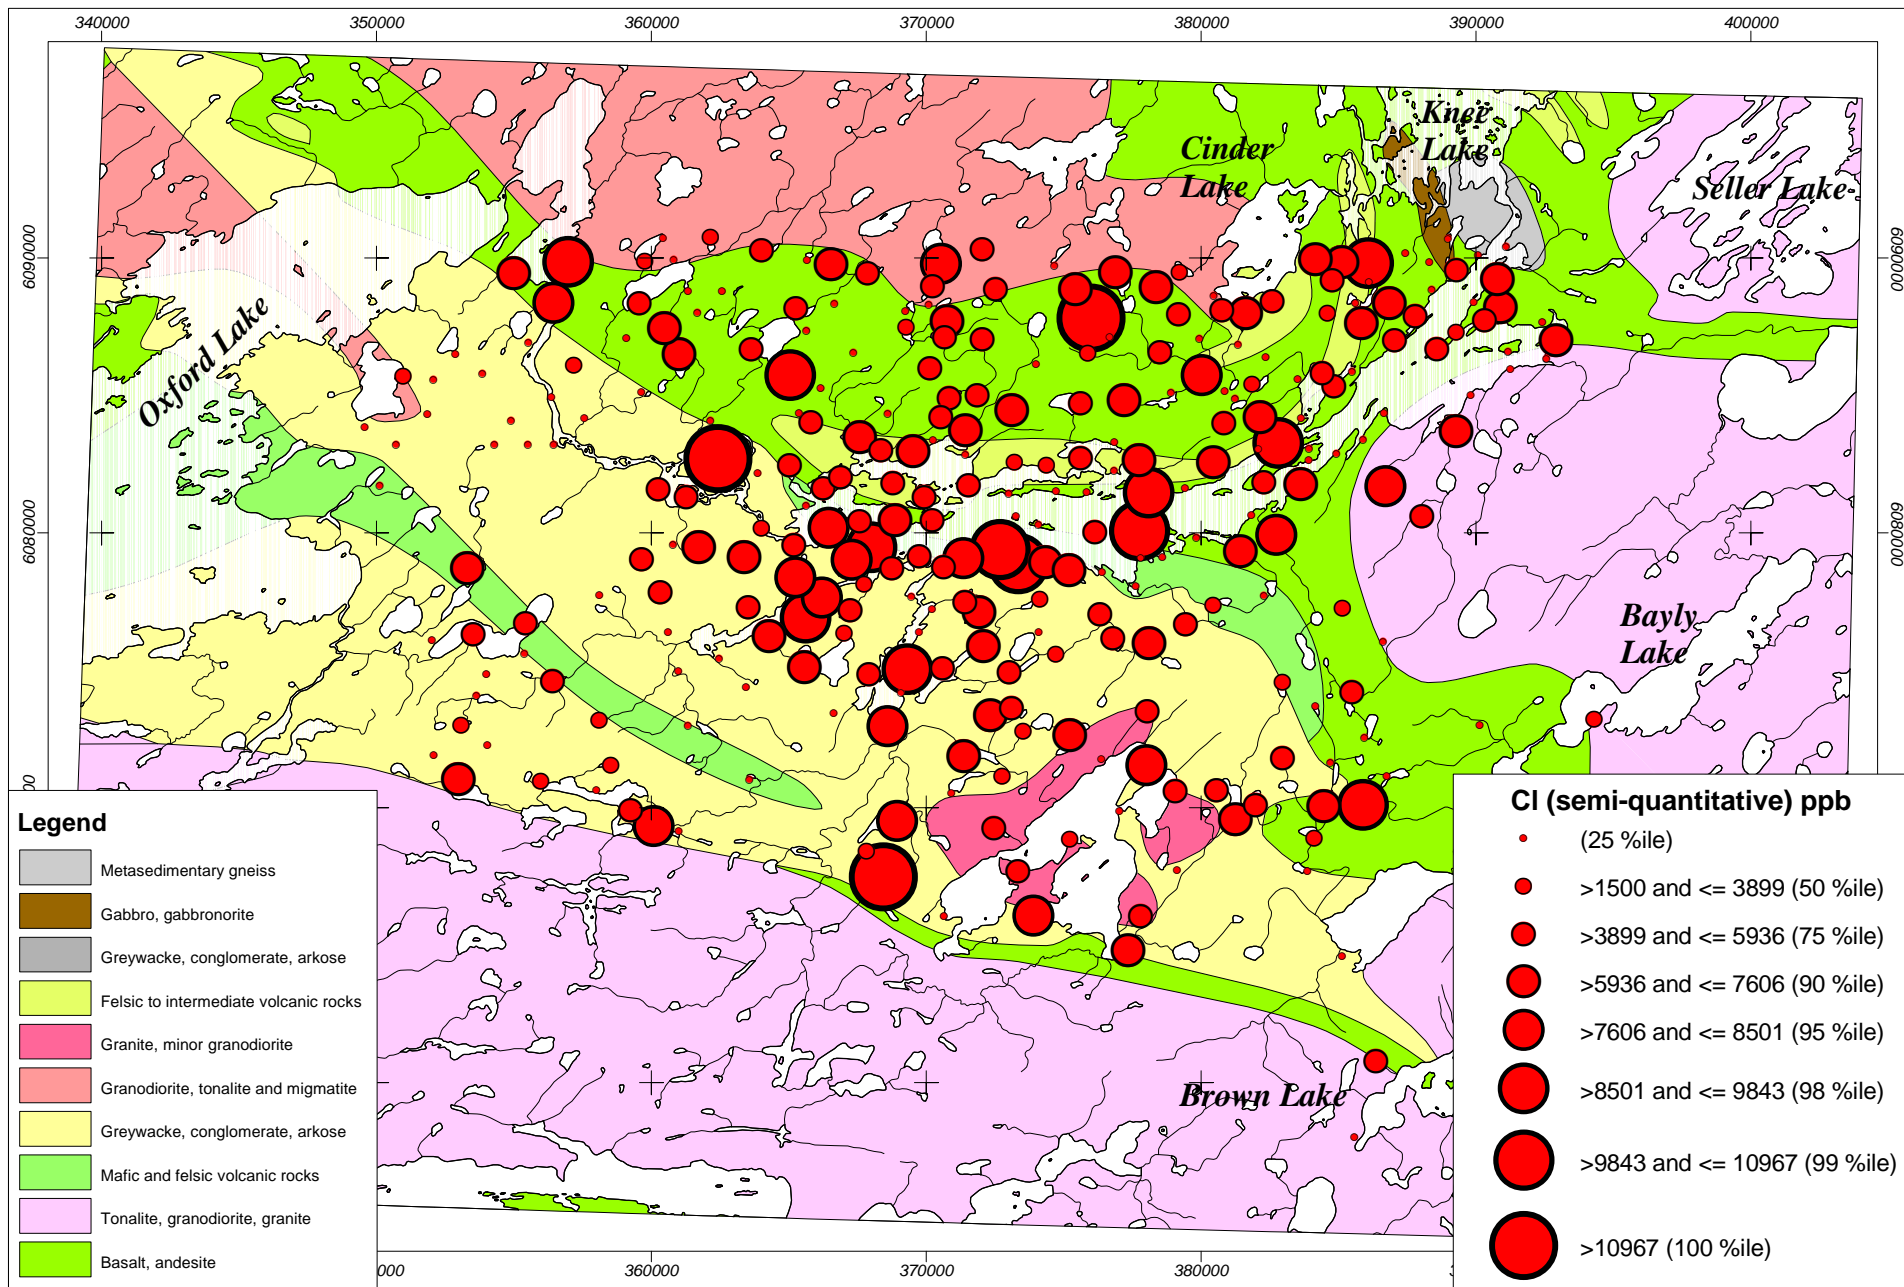 340000 350000 360000 370000 380000 390000 400000
Knee
Lake
Cinder
Lake
Seller Lake
6090000
6090000
Oxford Lake
6080000
6080000
Bayly
Lake
Brown Lake
Legend
Metasedimentary gneiss
Gabbro, gabbronorite
Greywacke, conglomerate, arkose
Felsic to intermediate volcanic rocks
Granite, minor granodiorite
Granodiorite, tonalite and migmatite
Greywacke, conglomerate, arkose
Mafic and felsic volcanic rocks
Tonalite, granodiorite, granite
Basalt, andesite
Cl (semi-quantitative) ppb
(25 %ile)
>1500 and <= 3899 (50 %ile)
>3899 and <= 5936 (75 %ile)
>5936 and <= 7606 (90 %ile)
>7606 and <= 8501 (95 %ile)
>8501 and <= 9843 (98 %ile)
>9843 and <= 10967 (99 %ile)
>10967 (100 %ile)
360000 370000 380000